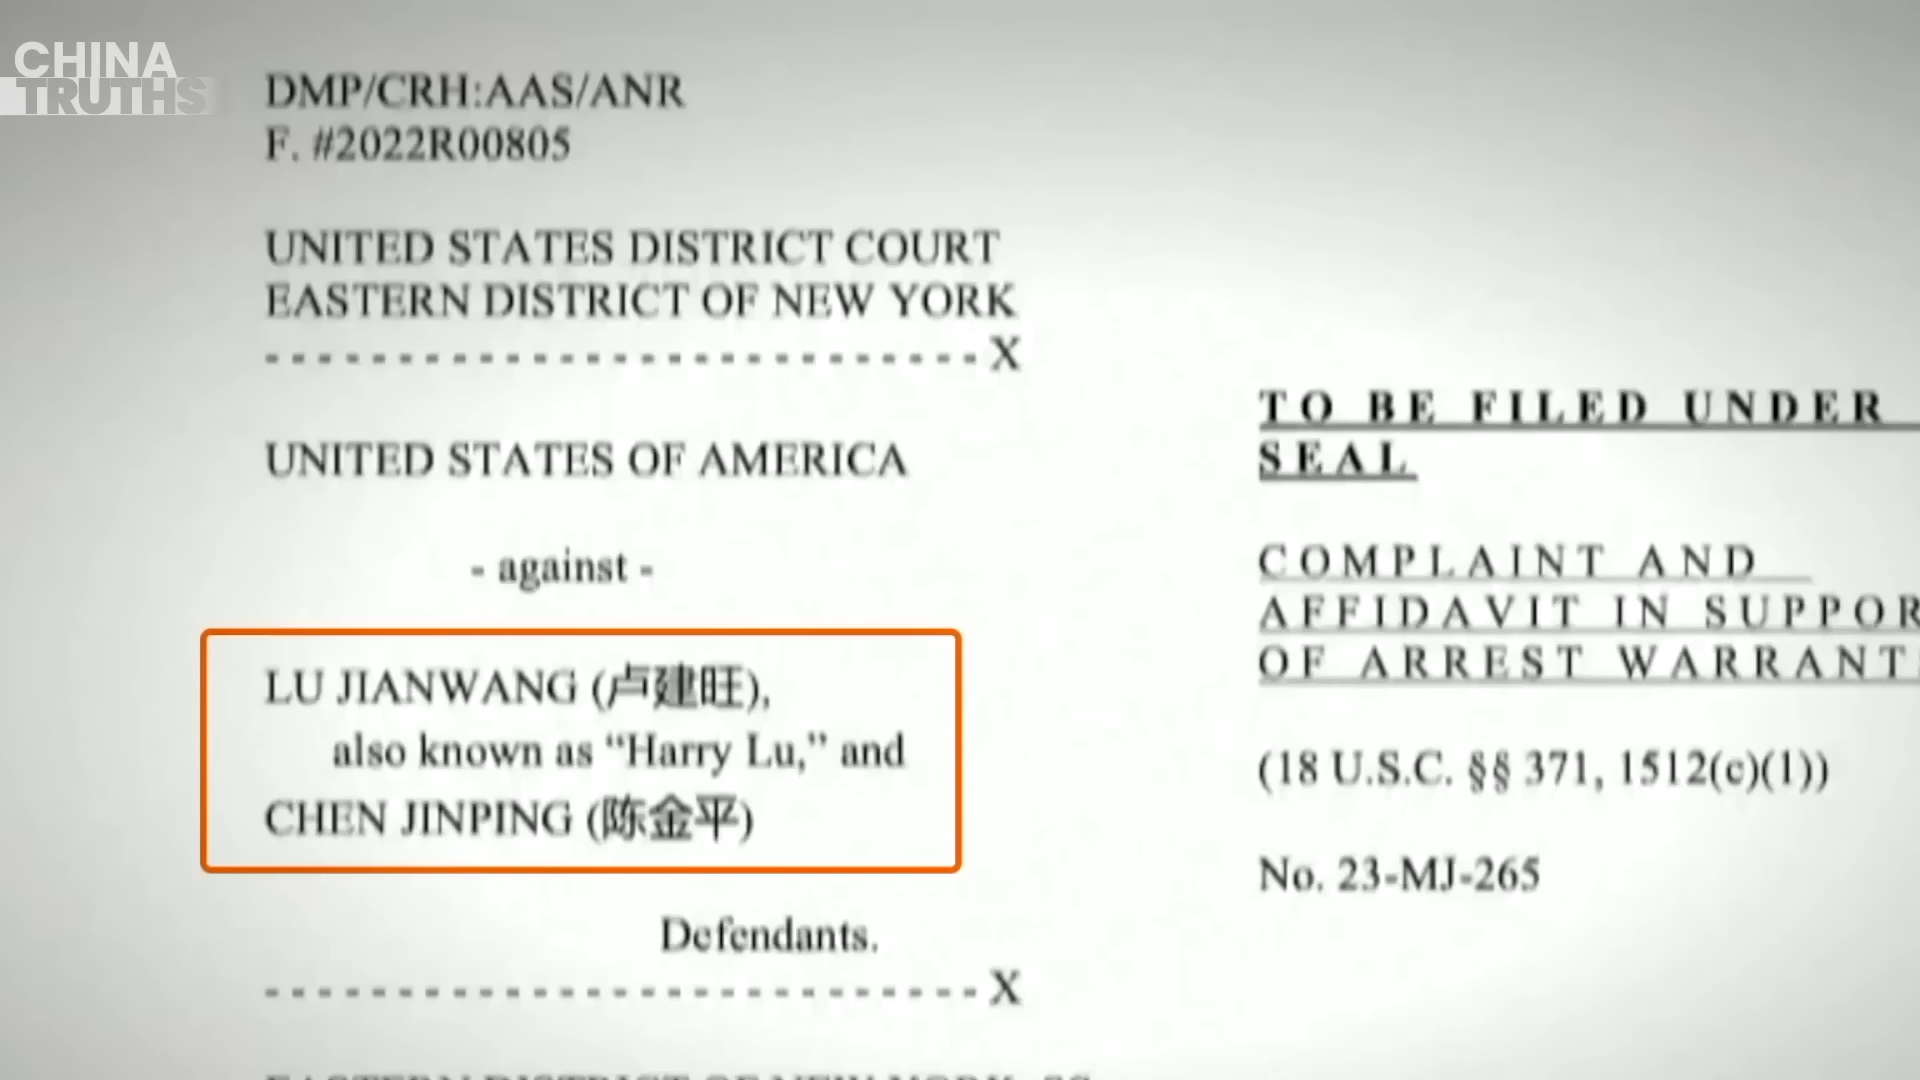 CHINA
TRUTHS
DMP/CRH:AAS/ANR
F. #2022R00805
UNITED STATES DISTRICT COURT
EASTERN DISTRICT OF NEW YORK
- - - - - - - - - - - - - - - - - - - - - - - - - - - X
UNITED STATES OF AMERICA
- against -
LU JIANWANG (卢建旺),
also known as “Harry Lu,” and
CHEN JINPING (陈金平)
Defendants.
- - - - - - - - - - - - - - - - - - - - - - - - - - - X
TO BE FILED UNDER
SEAL
COMPLAINT AND
AFFIDAVIT IN SUPPOR
OF ARREST WARRANT
(18 U.S.C. §§ 371, 1512(c)(1))
No. 23-MJ-265